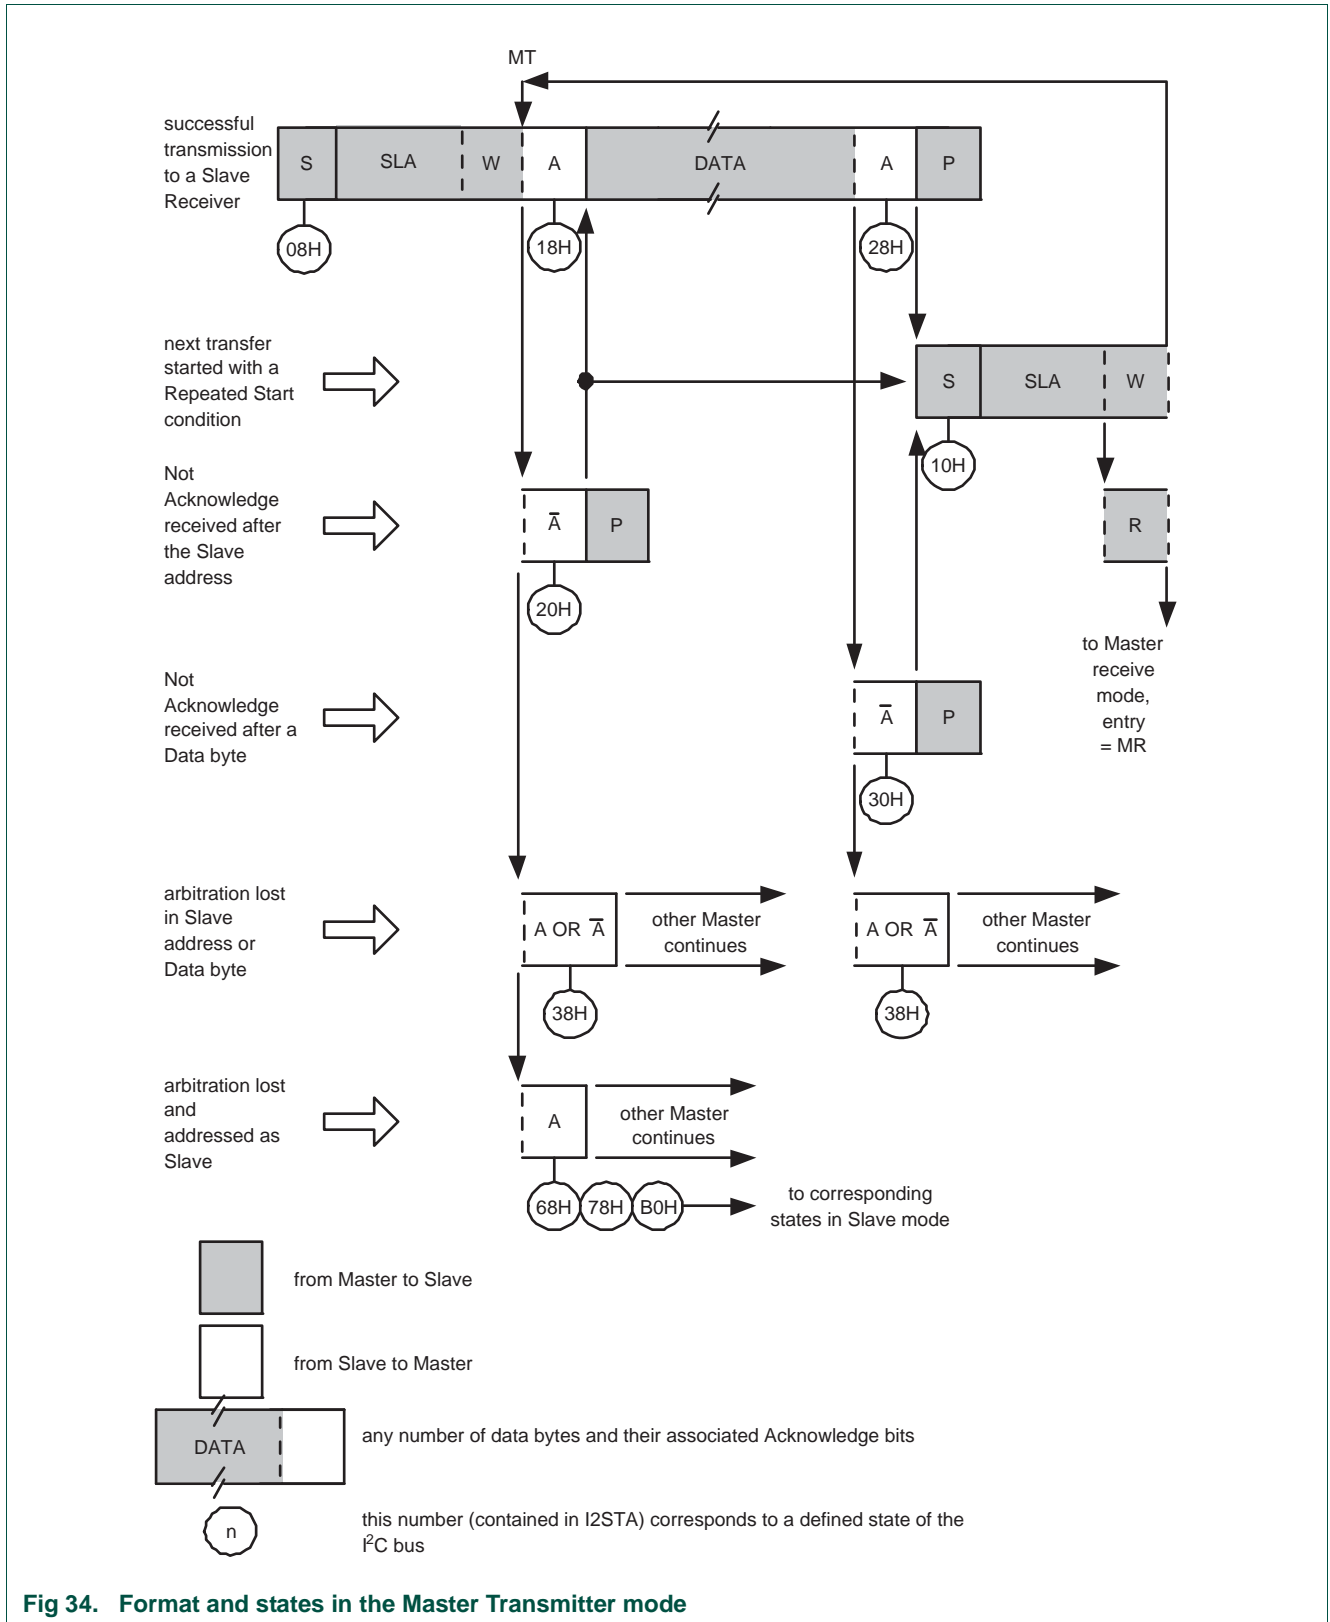 MT
successful
transmission
to a Slave
Receiver
S
SLA
W
A
DATA
A
P
08H
18H
28H
next transfer
started with a
Repeated Start
condition
S
SLA
W
10H
Not
Acknowledge
received after
the Slave
address
A̅
P
R
20H
to Master
receive
mode,
entry
= MR
Not
Acknowledge
received after a
Data byte
A̅
P
30H
arbitration lost
in Slave
address or
Data byte
A OR A̅
other Master
continues
A OR A̅
other Master
continues
38H
38H
arbitration lost
and
addressed as
Slave
A
other Master
continues
68H
78H
B0H
to corresponding
states in Slave mode
from Master to Slave
from Slave to Master
DATA
any number of data bytes and their associated Acknowledge bits
n
this number (contained in I2STA) corresponds to a defined state of the
I²C bus
Fig 34. Format and states in the Master Transmitter mode